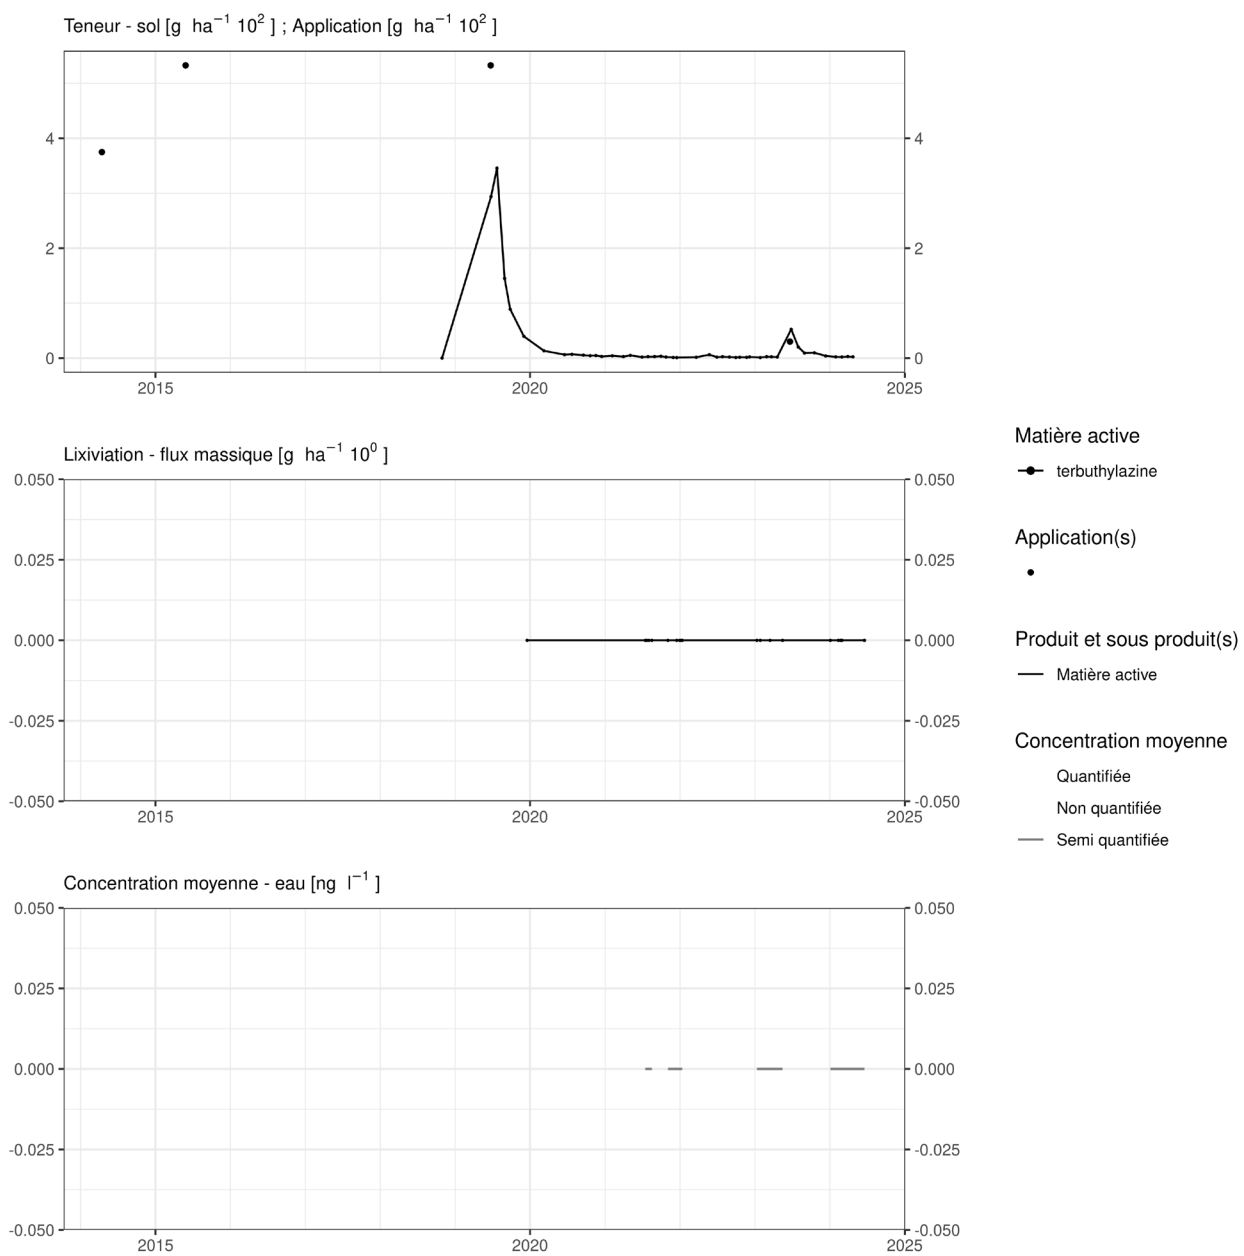 Teneur - sol [g ha⁻¹ 10² ] ; Application [g ha⁻¹ 10² ]
4 4
2 2
0 0
2015 2020 2025
Lixiviation - flux massique [g ha⁻¹ 10⁰ ]
0.050 0.050
0.025 0.025
0.000 0.000
-0.025 -0.025
-0.050 -0.050
2015 2020 2025
Concentration moyenne - eau [ng l⁻¹ ]
0.050 0.050
0.025 0.025
0.000 0.000
-0.025 -0.025
-0.050 -0.050
2015 2020 2025
Matière active
terbuthylazine
Application(s)
Produit et sous produit(s)
Matière active
Concentration moyenne
Quantifiée
Non quantifiée
Semi quantifiée